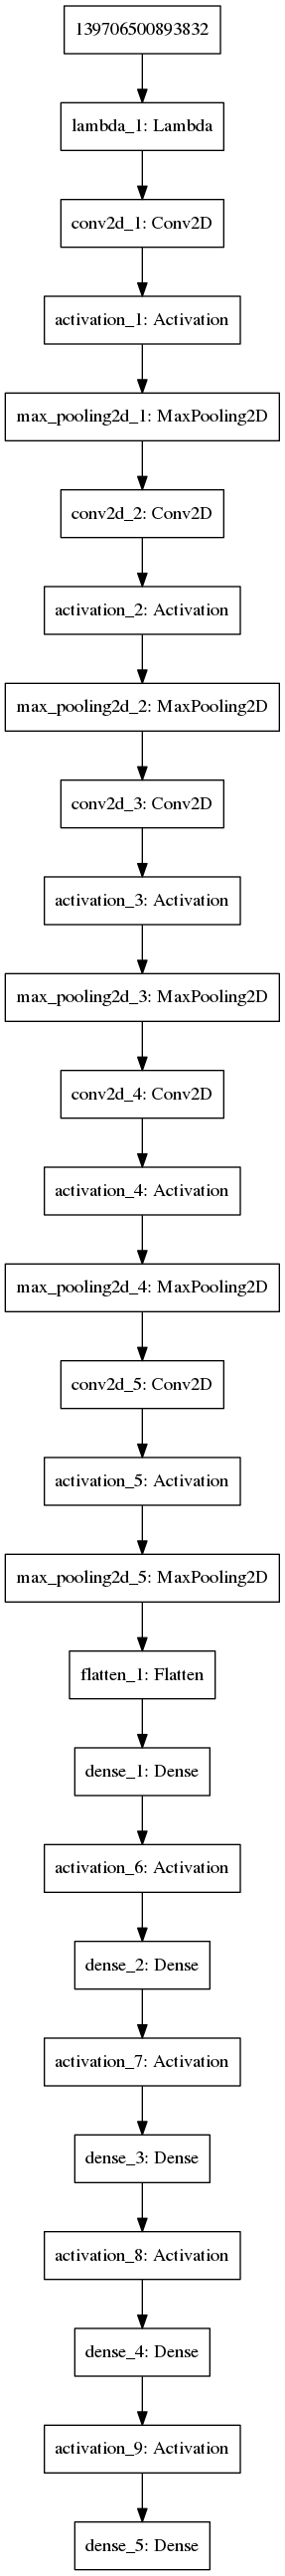 139706500893832
lambda_1: Lambda
conv2d_1: Conv2D
activation_1: Activation
max_pooling2d_1: MaxPooling2D
conv2d_2: Conv2D
activation_2: Activation
max_pooling2d_2: MaxPooling2D
conv2d_3: Conv2D
activation_3: Activation
max_pooling2d_3: MaxPooling2D
conv2d_4: Conv2D
activation_4: Activation
max_pooling2d_4: MaxPooling2D
conv2d_5: Conv2D
activation_5: Activation
max_pooling2d_5: MaxPooling2D
flatten_1: Flatten
dense_1: Dense
activation_6: Activation
dense_2: Dense
activation_7: Activation
dense_3: Dense
activation_8: Activation
dense_4: Dense
activation_9: Activation
dense_5: Dense